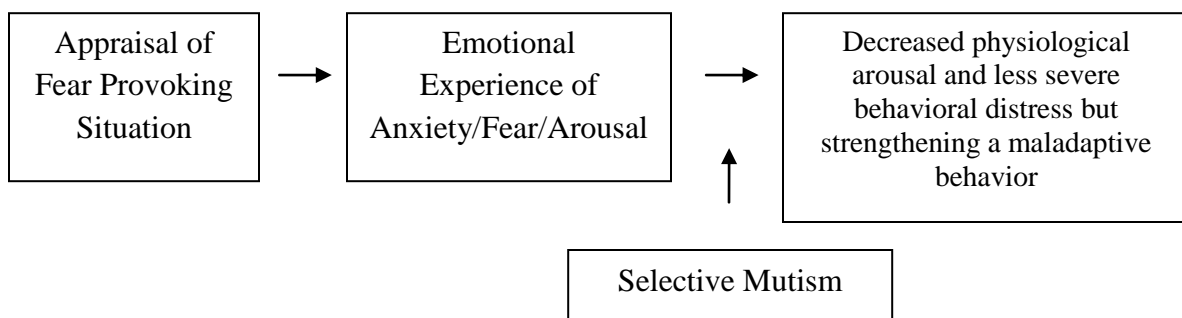 Appraisal of
Fear Provoking
Situation
Emotional
Experience of
Anxiety/Fear/Arousal
Decreased physiological
arousal and less severe
behavioral distress but
strengthening a maladaptive
behavior
Selective Mutism